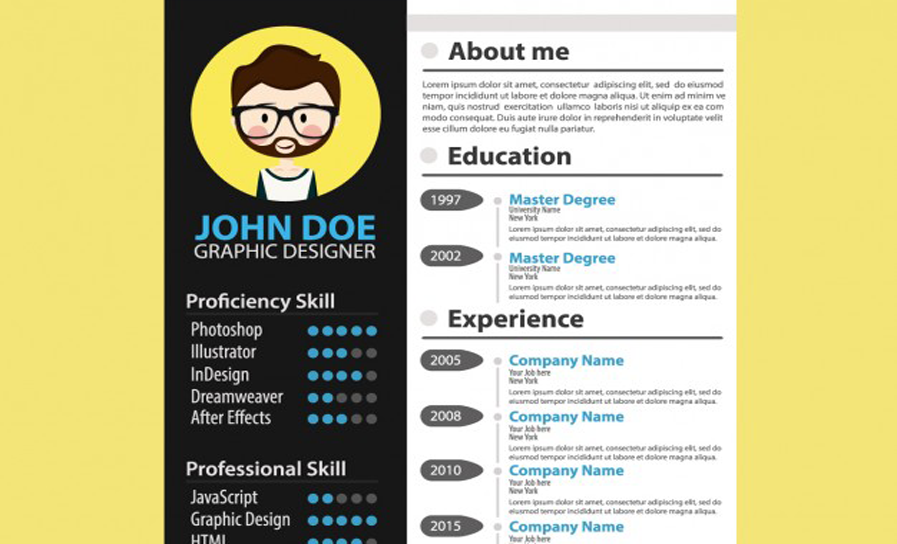 JOHN DOE
GRAPHIC DESIGNER
Proficiency Skill
Photoshop
Illustrator
InDesign
Dreamweaver
After Effects
Professional Skill
JavaScript
Graphic Design
HTML
About me
Lorem ipsum dolor sit amet, consectetur adipiscing elit, sed do eiusmod
tempor incididunt ut labore et dolore magna aliqua. Ut enim ad minim ve
niam, quis nostrud exercitation ullamco laboris nisi ut aliquip ex ea com
modo consequat. Duis aute irure dolor in reprehenderit in voluptate velit
esse cillum dolore eu fugiat nulla pariatur.
Education
1997
Master Degree
University Name
New York
Lorem ipsum dolor sit amet, consectetur adipiscing elit, sed do
eiusmod tempor incididunt ut labore et dolore magna aliqua.
2002
Master Degree
University Name
New York
Lorem ipsum dolor sit amet, consectetur adipiscing elit, sed do
eiusmod tempor incididunt ut labore et dolore magna aliqua.
Experience
2005
Company Name
Your Job here
New York
Lorem ipsum dolor sit amet, consectetur adipiscing elit, sed do
eiusmod tempor incididunt ut labore et dolore magna aliqua.
2008
Company Name
Your Job here
New York
Lorem ipsum dolor sit amet, consectetur adipiscing elit, sed do
eiusmod tempor incididunt ut labore et dolore magna aliqua.
2010
Company Name
Your Job here
New York
Lorem ipsum dolor sit amet, consectetur adipiscing elit, sed do
eiusmod tempor incididunt ut labore et dolore magna aliqua.
2015
Company Name
Your Job here